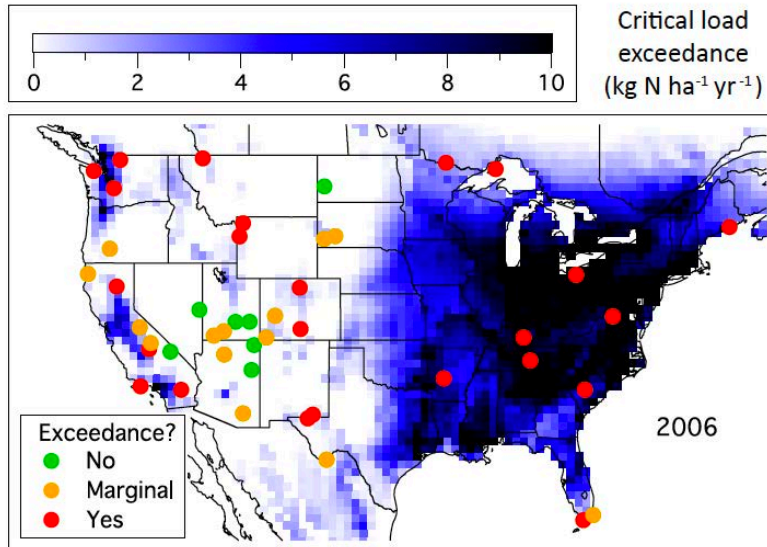 0 2 4 6 8 10
Critical load
exceedance
(kg N ha⁻¹ yr⁻¹)
2006
Exceedance?
No
Marginal
Yes